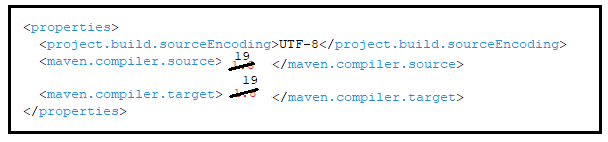 <properties>
<project.build.sourceEncoding>UTF-8</project.build.sourceEncoding>
<maven.compiler.source> 19 </maven.compiler.source>
<maven.compiler.target> 19 </maven.compiler.target>
</properties>